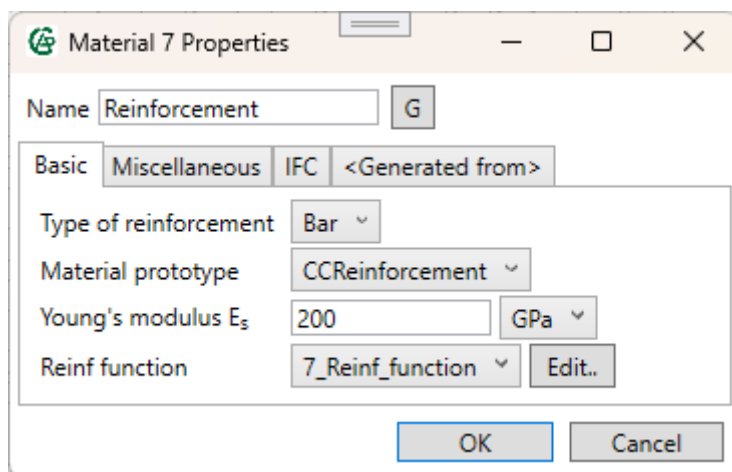 Material 7 Properties
Name Reinforcement G
Basic Miscellaneous IFC <Generated from>
Type of reinforcement Bar
Material prototype CCReinforcement
Young's modulus Es 200 GPa
Reinf function 7_Reinf_function Edit..
OK Cancel